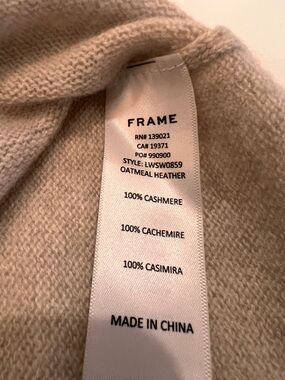 FRAME
RN# 139021
CA# 19371
PO# 990900
STYLE: LWSW0859
OATMEAL HEATHER
100% CASHMERE
100% CACHEMIRE
100% CASIMIRA
MADE IN CHINA